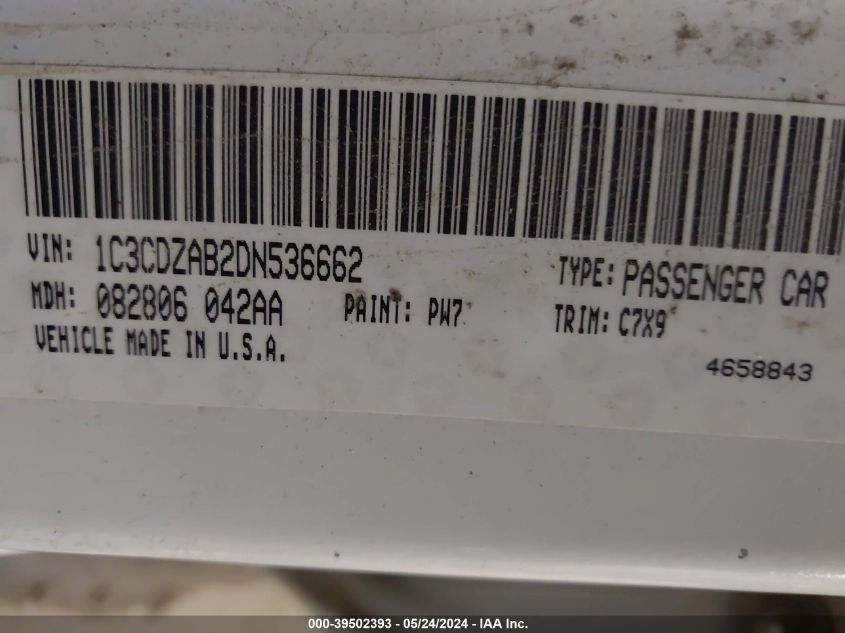 VIN: 1C3CDZAB2DN536662 TYPE: PASSENGER CAR
MDH: 082806 042AA PAINT: PW7 TRIM: C7X9
VEHICLE MADE IN U.S.A. 4658843
000-39502393 - 05/24/2024 - IAA Inc.